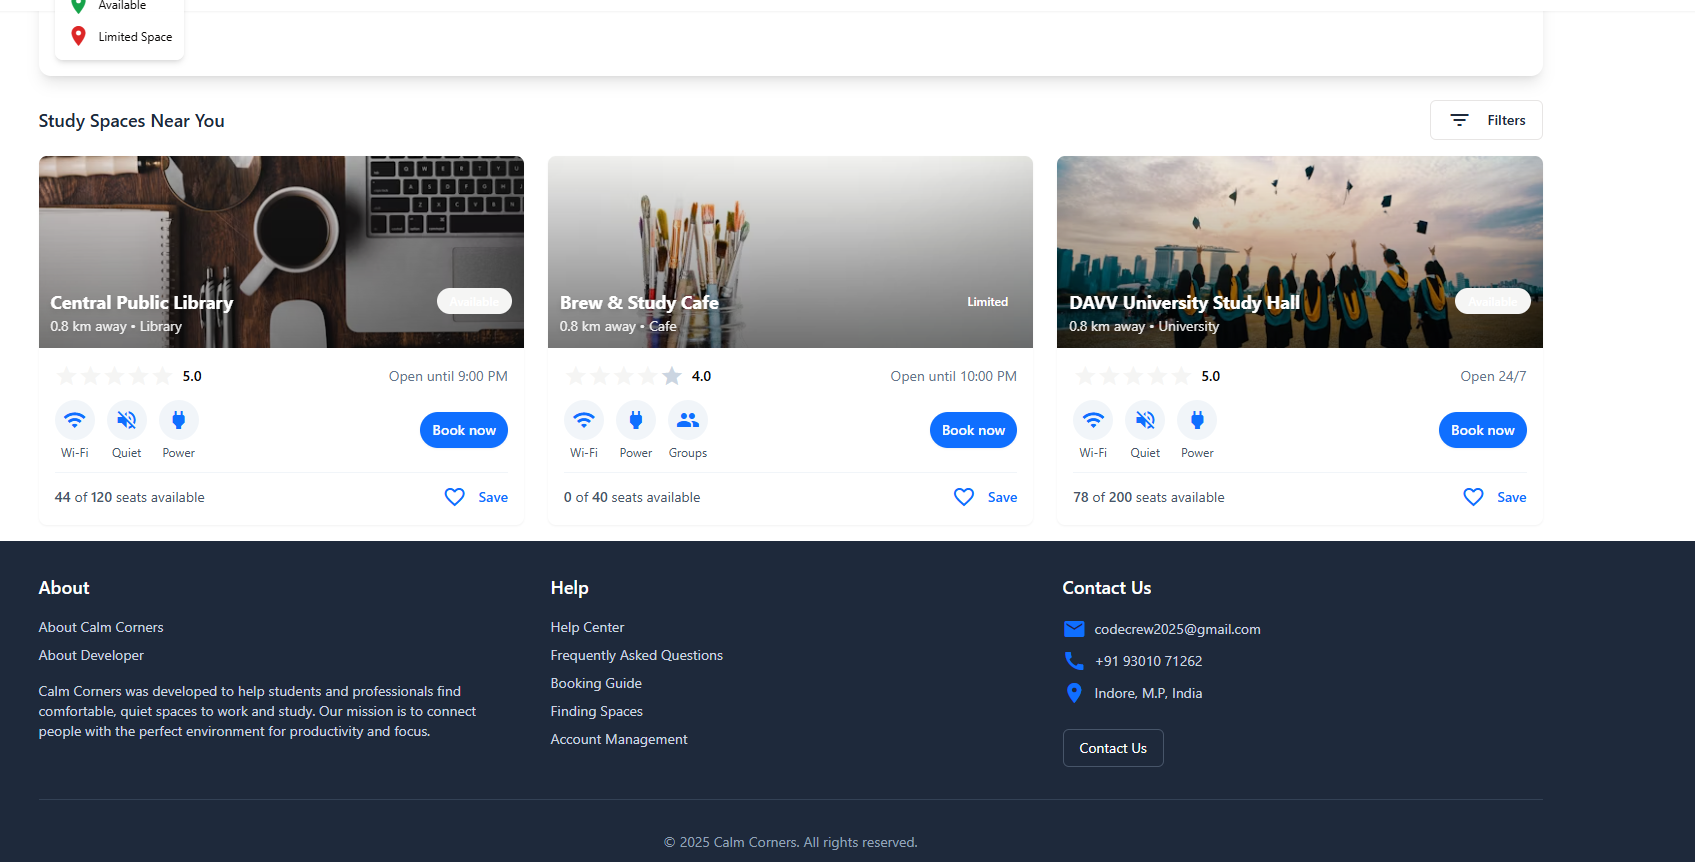 Available
Limited Space
Study Spaces Near You
Filters
Central Public Library
Available
0.8 km away • Library
5.0
Open until 9:00 PM
Wi-Fi
Quiet
Power
Book now
44 of 120 seats available
Save
Brew & Study Cafe
Limited
0.8 km away • Cafe
4.0
Open until 10:00 PM
Wi-Fi
Power
Groups
Book now
0 of 40 seats available
Save
DAVV University Study Hall
Available
0.8 km away • University
5.0
Open 24/7
Wi-Fi
Quiet
Power
Book now
78 of 200 seats available
Save
About
About Calm Corners
About Developer
Calm Corners was developed to help students and professionals find
comfortable, quiet spaces to work and study. Our mission is to connect
people with the perfect environment for productivity and focus.
Help
Help Center
Frequently Asked Questions
Booking Guide
Finding Spaces
Account Management
Contact Us
codecrew2025@gmail.com
+91 93010 71262
Indore, M.P, India
Contact Us
© 2025 Calm Corners. All rights reserved.